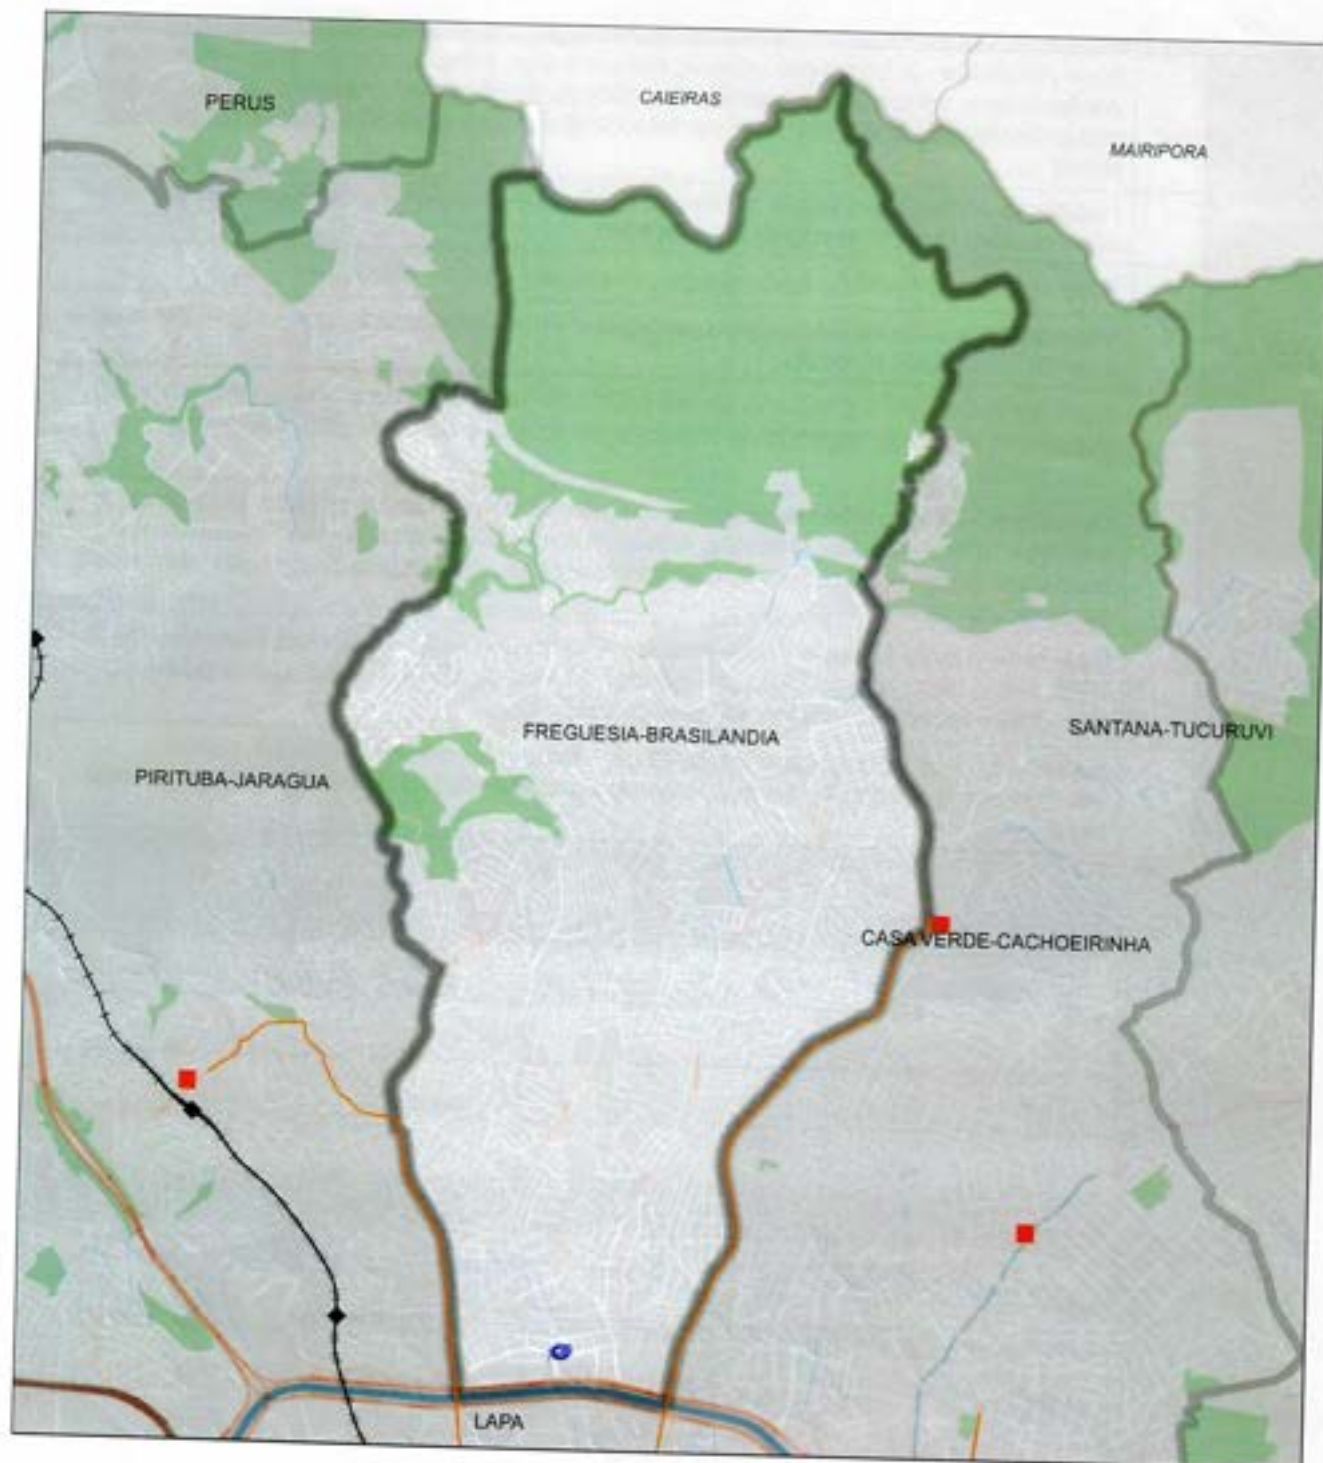 PERUS
CAIEIRAS
MAIRIPORA
FREGUESIA-BRASILANDIA
SANTANA-TUCURUVI
PIRITUBA-JARAGUA
CASA VERDE-CACHOEIRINHA
LAPA